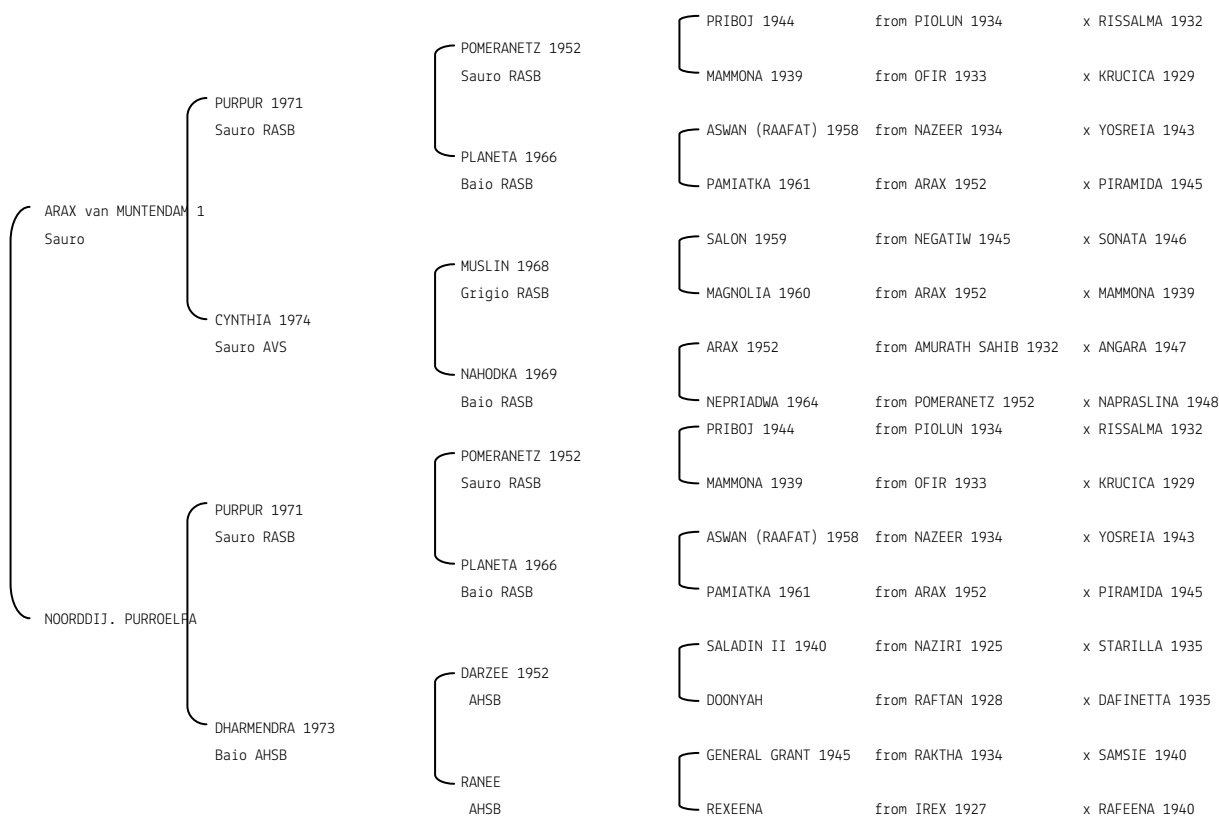 PRIBOJ 1944 from PIOLUN 1934 x RISSALMA 1932
POMERANETZ 1952
Sauro RASB MAMMONA 1939 from OFIR 1933 x KRUCICA 1929
PURPUR 1971
Sauro RASB ASWAN (RAAFAT) 1958 from NAZEER 1934 x YOSREIA 1943
PLANETA 1966
Baio RASB PAMIATKA 1961 from ARAX 1952 x PIRAMIDA 1945
ARAX van MUNTENDAM 1
Sauro SALON 1959 from NEGATIW 1945 x SONATA 1946
MUSLIN 1968
Grigio RASB MAGNOLIA 1960 from ARAX 1952 x MAMMONA 1939
CYNTHIA 1974
Sauro AVS ARAX 1952 from AMURATH SAHIB 1932 x ANGARA 1947
NAHODKA 1969
Baio RASB NEPRIADWA 1964 from POMERANETZ 1952 x NAPRASLINA 1948
PRIBOJ 1944 from PIOLUN 1934 x RISSALMA 1932
POMERANETZ 1952
Sauro RASB MAMMONA 1939 from OFIR 1933 x KRUCICA 1929
PURPUR 1971
Sauro RASB ASWAN (RAAFAT) 1958 from NAZEER 1934 x YOSREIA 1943
PLANETA 1966
Baio RASB PAMIATKA 1961 from ARAX 1952 x PIRAMIDA 1945
NOORDDIJ. PURROELFA
SALADIN II 1940 from NAZIRI 1925 x STARILLA 1935
DARZEE 1952
AHSB DOONYAH from RAFTAN 1928 x DAFINETTA 1935
DHARMENDRA 1973
Baio AHSB GENERAL GRANT 1945 from RAKTHA 1934 x SAMSIE 1940
RANEE
AHSB REXEENA from IREX 1927 x RAFEENA 1940